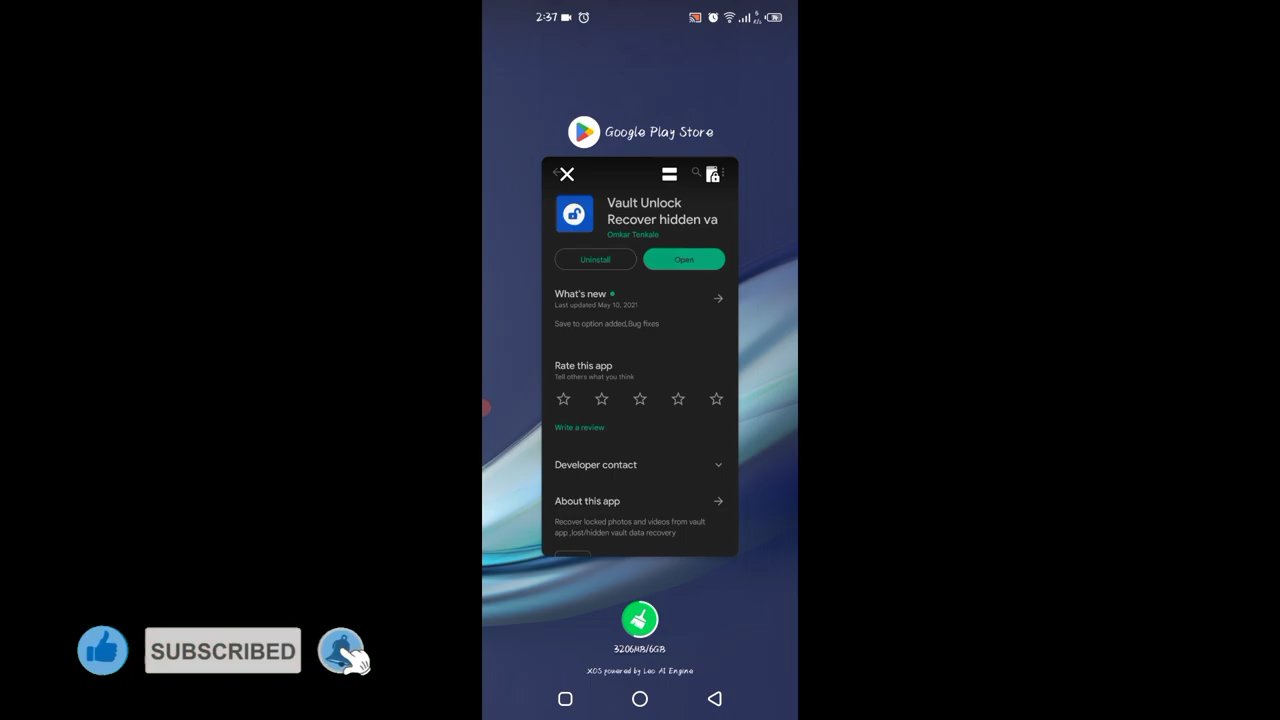 2:37
Google Play Store
Vault Unlock
Recover hidden va
Omkar Tenkale
Uninstall
Open
What's new
Last updated May 10, 2021
Save to option added,Bug fixes
Rate this app
Tell others what you think
Write a review
Developer contact
About this app
Recover locked photos and videos from vault
app ,lost/hidden vault data recovery
3206MB/6GB
XOS powered by Leo AI Engine
SUBSCRIBED